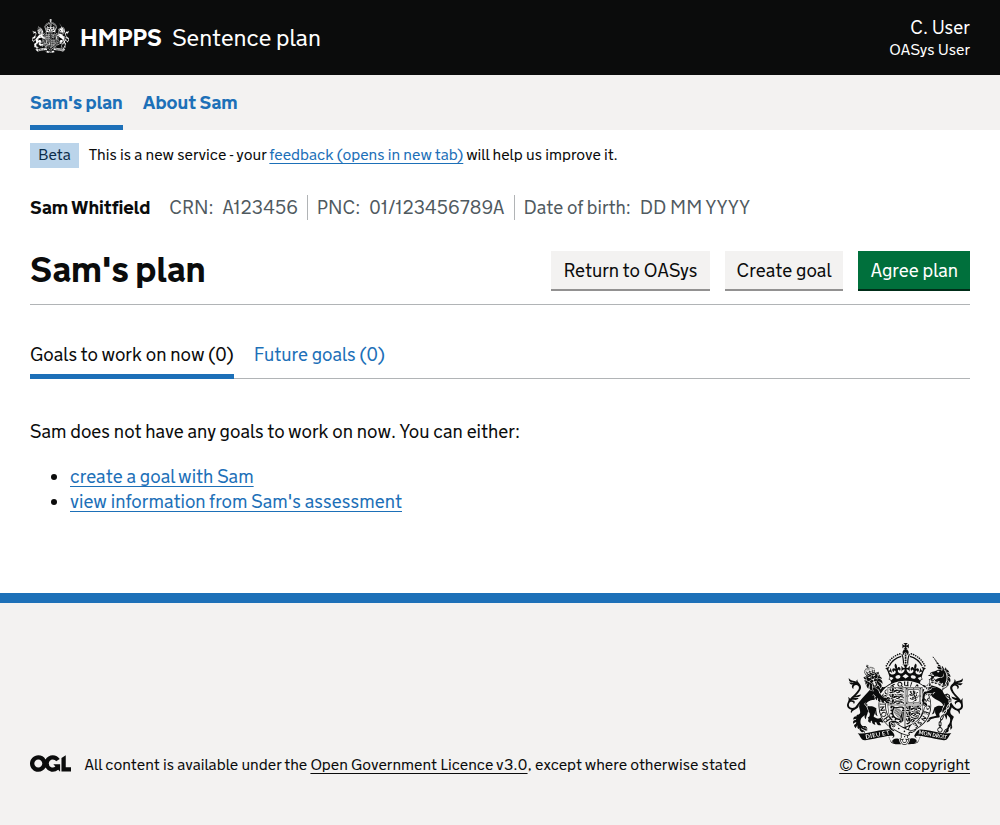 HMPPS Sentence plan
C. User
OASys User
Sam's plan About Sam
Beta This is a new service - your feedback (opens in new tab) will help us improve it.
Sam Whitfield CRN: A123456 PNC: 01/123456789A Date of birth: DD MM YYYY
Sam's plan Return to OASys Create goal Agree plan
Goals to work on now (0) Future goals (0)
Sam does not have any goals to work on now. You can either:
• create a goal with Sam
• view information from Sam's assessment
DIEU ET MON DROIT
OGL All content is available under the Open Government Licence v3.0, except where otherwise stated
© Crown copyright